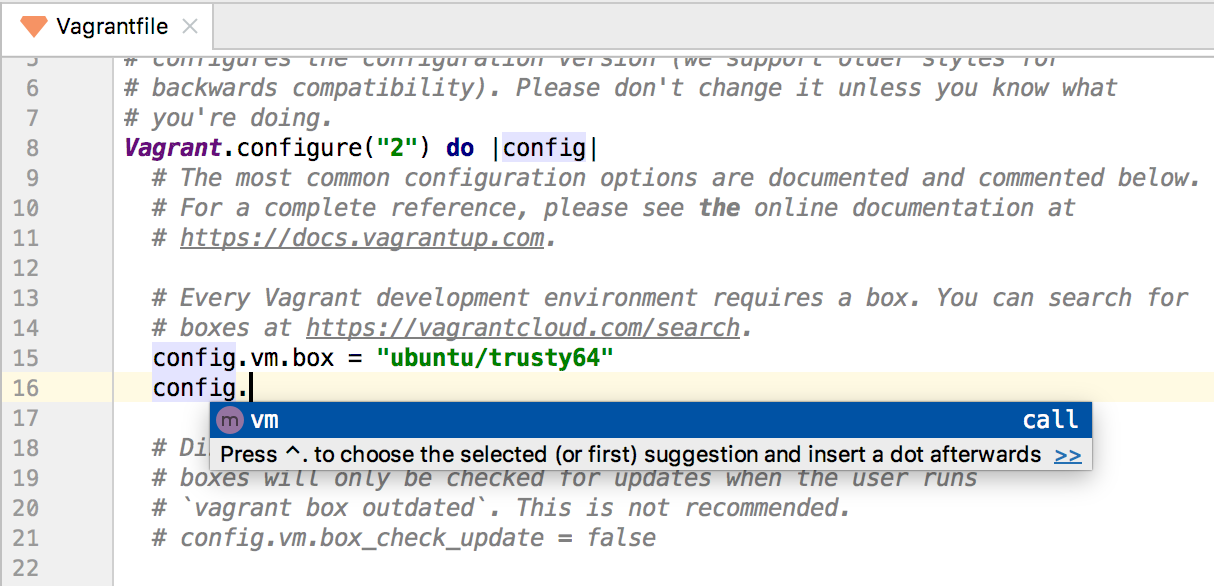 Vagrantfile
5 # configures the configuration version (we support older styles for
6 # backwards compatibility). Please don't change it unless you know what
7 # you're doing.
8 Vagrant.configure("2") do |config|
9 # The most common configuration options are documented and commented below.
10 # For a complete reference, please see the online documentation at
11 # https://docs.vagrantup.com.
12
13 # Every Vagrant development environment requires a box. You can search for
14 # boxes at https://vagrantcloud.com/search.
15 config.vm.box = "ubuntu/trusty64"
16 config.
17
m vm call
18 # Di
Press ^. to choose the selected (or first) suggestion and insert a dot afterwards >>
19 # boxes will only be checked for updates when the user runs
20 # `vagrant box outdated`. This is not recommended.
21 # config.vm.box_check_update = false
22